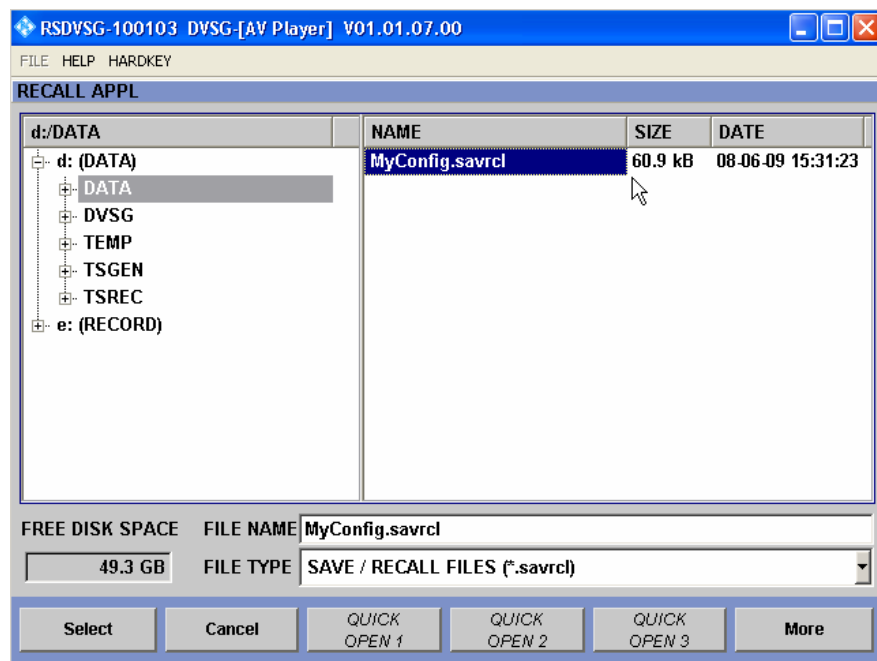 RSDVSG-100103 DVSG-[AV Player] V01.01.07.00
FILE HELP HARDKEY
RECALL APPL
d:/DATA NAME SIZE DATE
d: (DATA) MyConfig.savrcl 60.9 kB 08-06-09 15:31:23
DATA
DVSG
TEMP
TSGEN
TSREC
e: (RECORD)
FREE DISK SPACE FILE NAME MyConfig.savrcl
49.3 GB FILE TYPE SAVE / RECALL FILES (*.savrcl)
Select Cancel QUICK OPEN 1 QUICK OPEN 2 QUICK OPEN 3 More